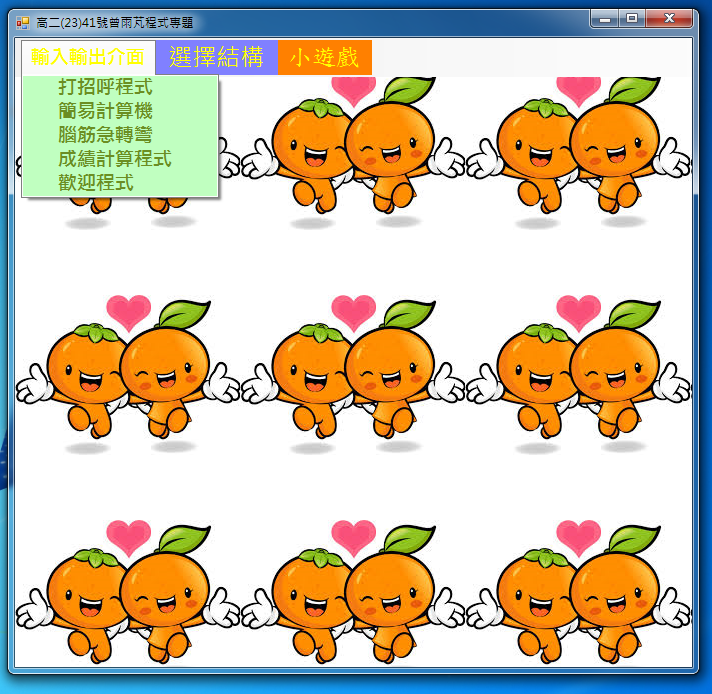 高二(23)41號曾雨芃程式專題
輸入輸出介面 選擇結構 小遊戲
打招呼程式
簡易計算機
腦筋急轉彎
成績計算程式
歡迎程式